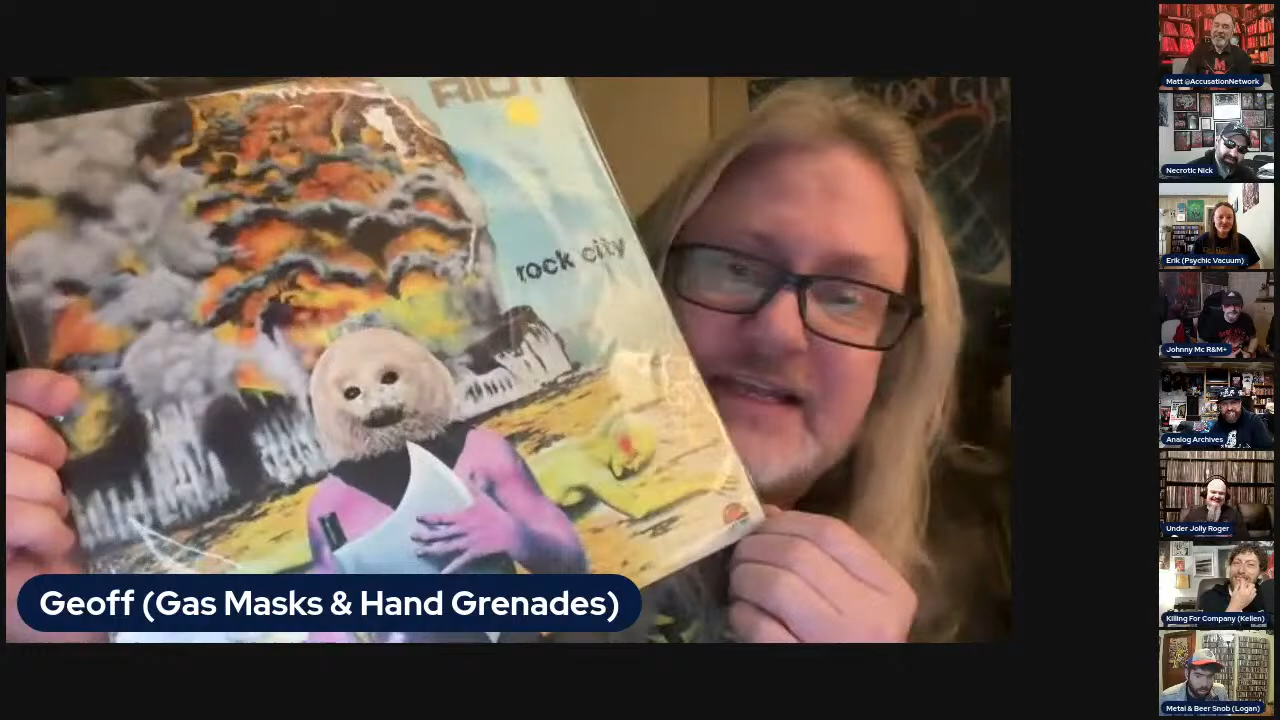 rock city
Geoff (Gas Masks & Hand Grenades)
Matt @AccusationNetwork
Necrotic Nick
Erik (Psychic Vacuum)
Johnny Mc R&M+
Analog Archives
Under Jolly Roger
Killing For Company (Kellen)
Metal & Beer Snob (Logan)